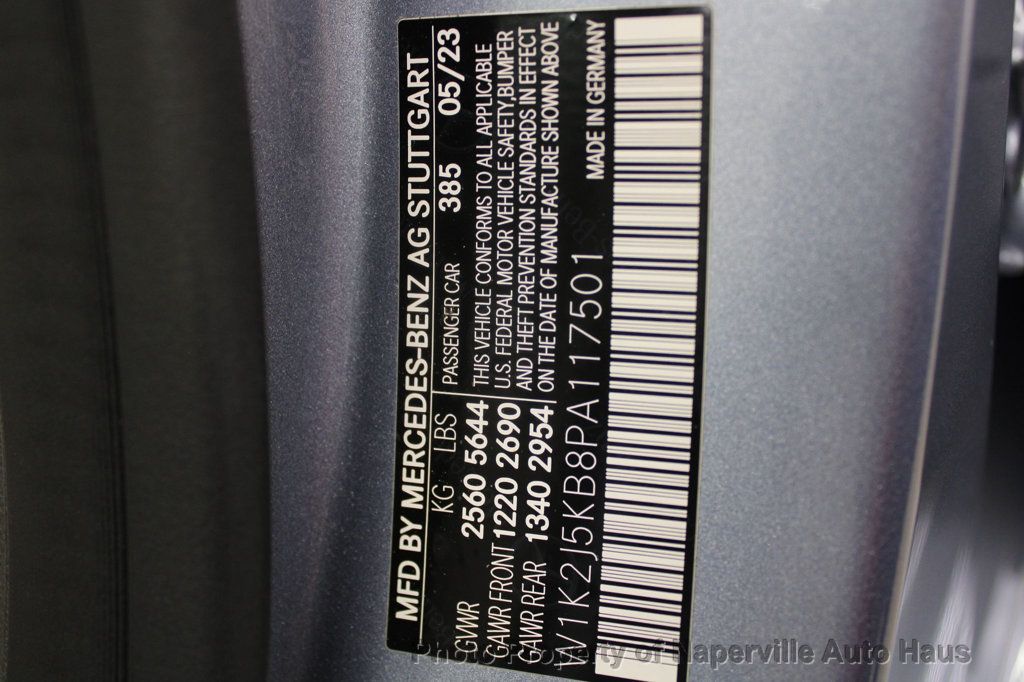 MFD BY MERCEDES-BENZ AG STUTTGART
KG LBS PASSENGER CAR 385 05/23
GVWR 2560 5644 THIS VEHICLE CONFORMS TO ALL APPLICABLE
GAWR FRONT 1220 2690 U.S. FEDERAL MOTOR VEHICLE SAFETY,BUMPER
GAWR REAR 1340 2954 AND THEFT PREVENTION STANDARDS IN EFFECT
ON THE DATE OF MANUFACTURE SHOWN ABOVE
W1K2J5KB8PA117501 MADE IN GERMANY
Photo Property of Naperville Auto Haus